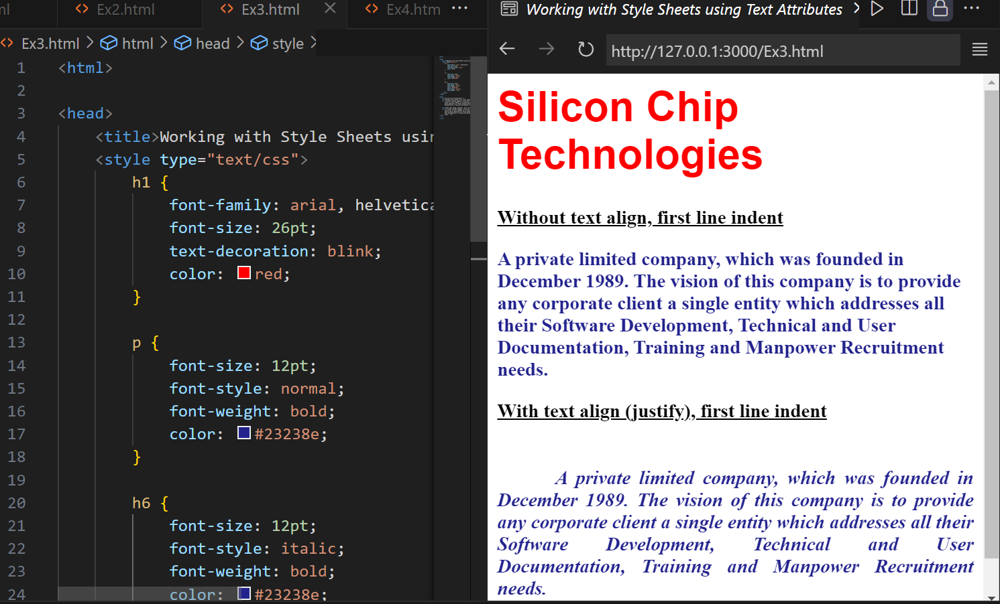 ml
Ex2.html
Ex3.html
Ex4.htm
Ex3.html > html > head > style >
1 <html>
2
3 <head>
4 <title>Working with Style Sheets usin
5 <style type="text/css">
6 h1 {
7 font-family: arial, helvetica
8 font-size: 26pt;
9 text-decoration: blink;
10 color: red;
11 }
12
13 p {
14 font-size: 12pt;
15 font-style: normal;
16 font-weight: bold;
17 color: #23238e;
18 }
19
20 h6 {
21 font-size: 12pt;
22 font-style: italic;
23 font-weight: bold;
24 color: #23238e;
Working with Style Sheets using Text Attributes
http://127.0.0.1:3000/Ex3.html
Silicon Chip
Technologies
Without text align, first line indent
A private limited company, which was founded in
December 1989. The vision of this company is to provide
any corporate client a single entity which addresses all
their Software Development, Technical and User
Documentation, Training and Manpower Recruitment
needs.
With text align (justify), first line indent
A private limited company, which was founded in
December 1989. The vision of this company is to provide
any corporate client a single entity which addresses all their
Software Development, Technical and User
Documentation, Training and Manpower Recruitment
needs.